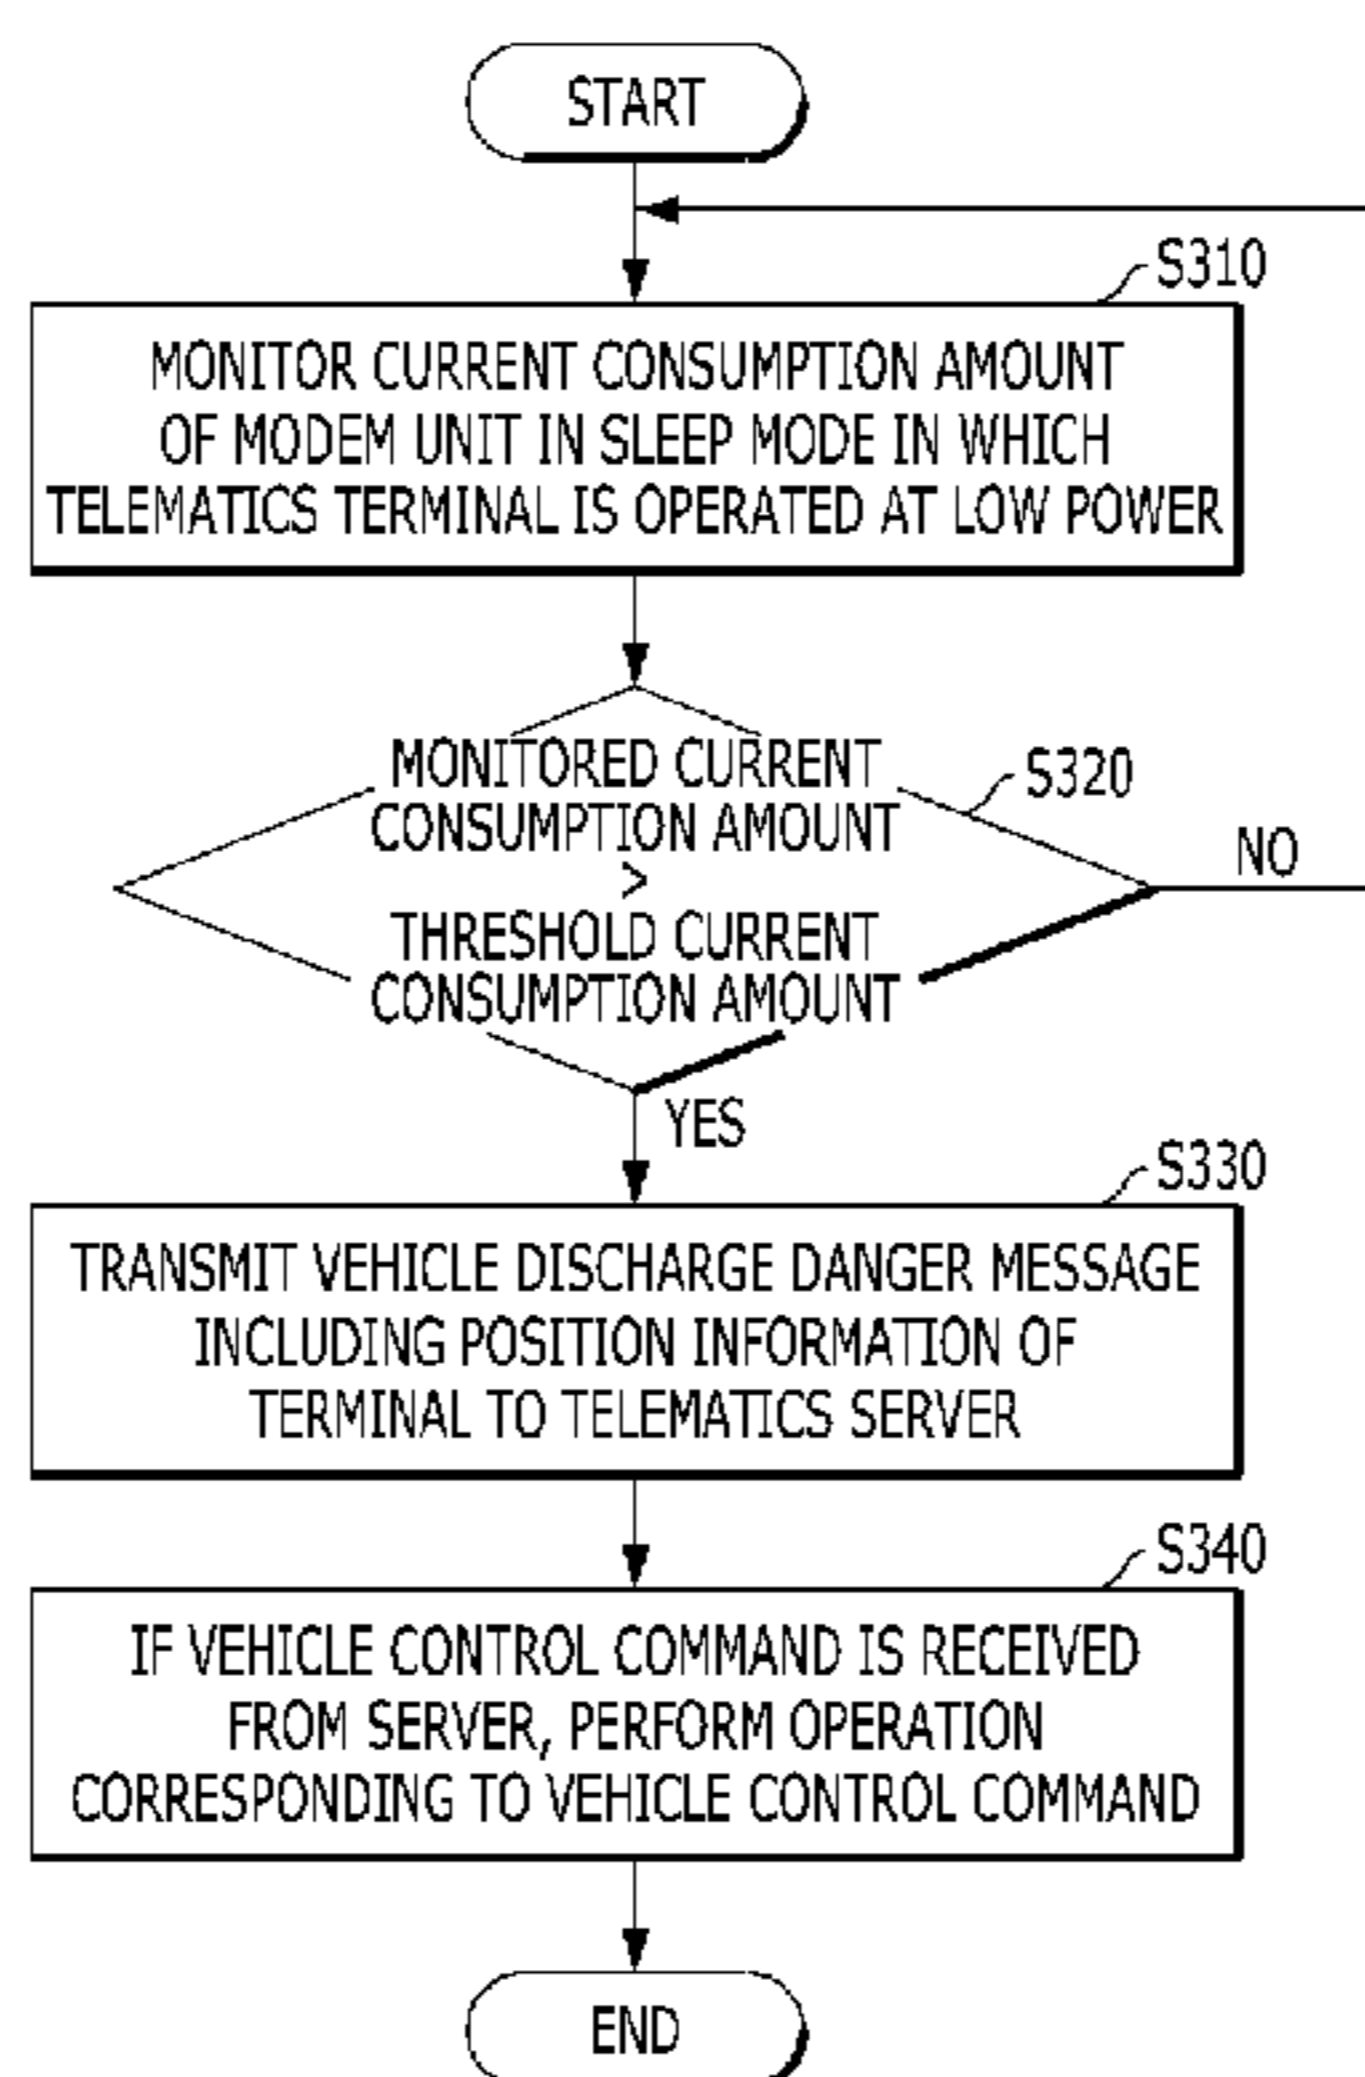 START
S310
MONITOR CURRENT CONSUMPTION AMOUNT
OF MODEM UNIT IN SLEEP MODE IN WHICH
TELEMATICS TERMINAL IS OPERATED AT LOW POWER
S320
MONITORED CURRENT
CONSUMPTION AMOUNT
>
THRESHOLD CURRENT
CONSUMPTION AMOUNT
NO
YES
S330
TRANSMIT VEHICLE DISCHARGE DANGER MESSAGE
INCLUDING POSITION INFORMATION OF
TERMINAL TO TELEMATICS SERVER
S340
IF VEHICLE CONTROL COMMAND IS RECEIVED
FROM SERVER, PERFORM OPERATION
CORRESPONDING TO VEHICLE CONTROL COMMAND
END